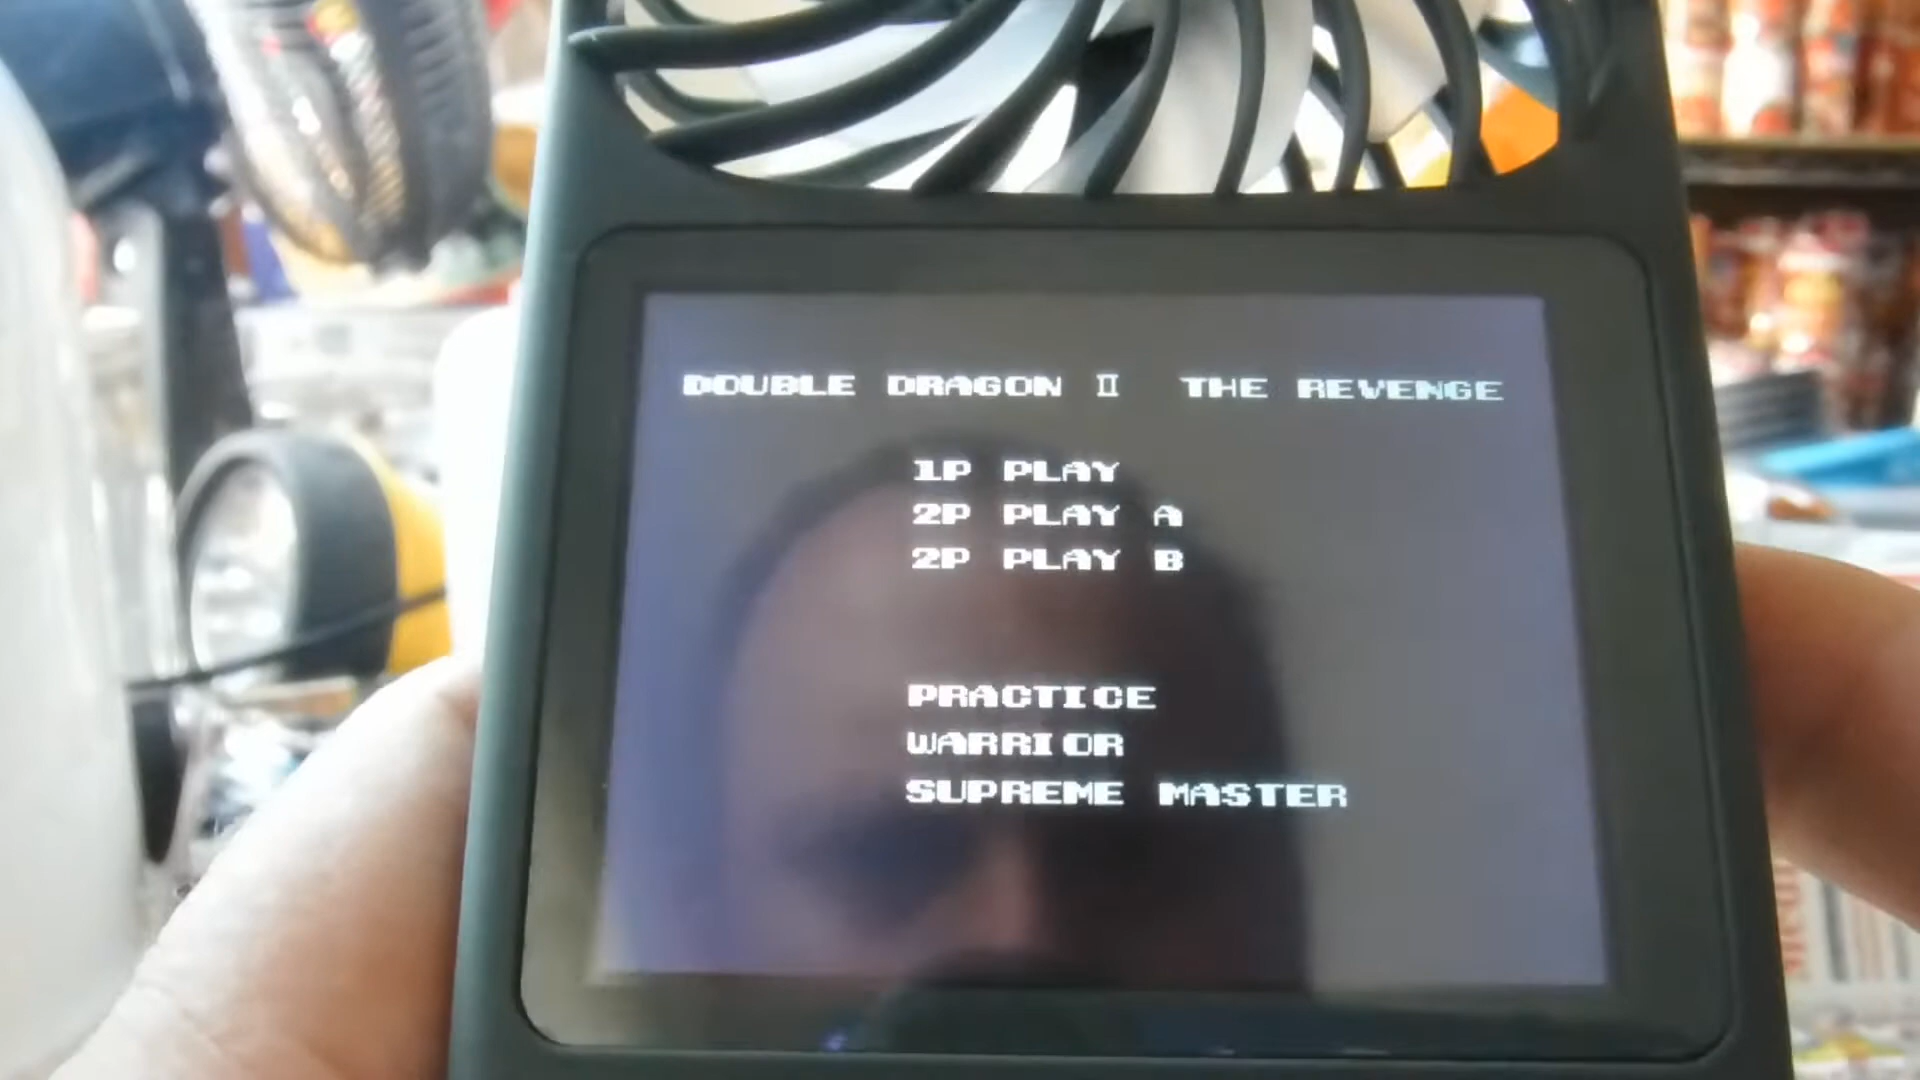 DOUBLE DRAGON II THE REVENGE
1P PLAY
2P PLAY A
2P PLAY B
PRACTICE
WARRIOR
SUPREME MASTER